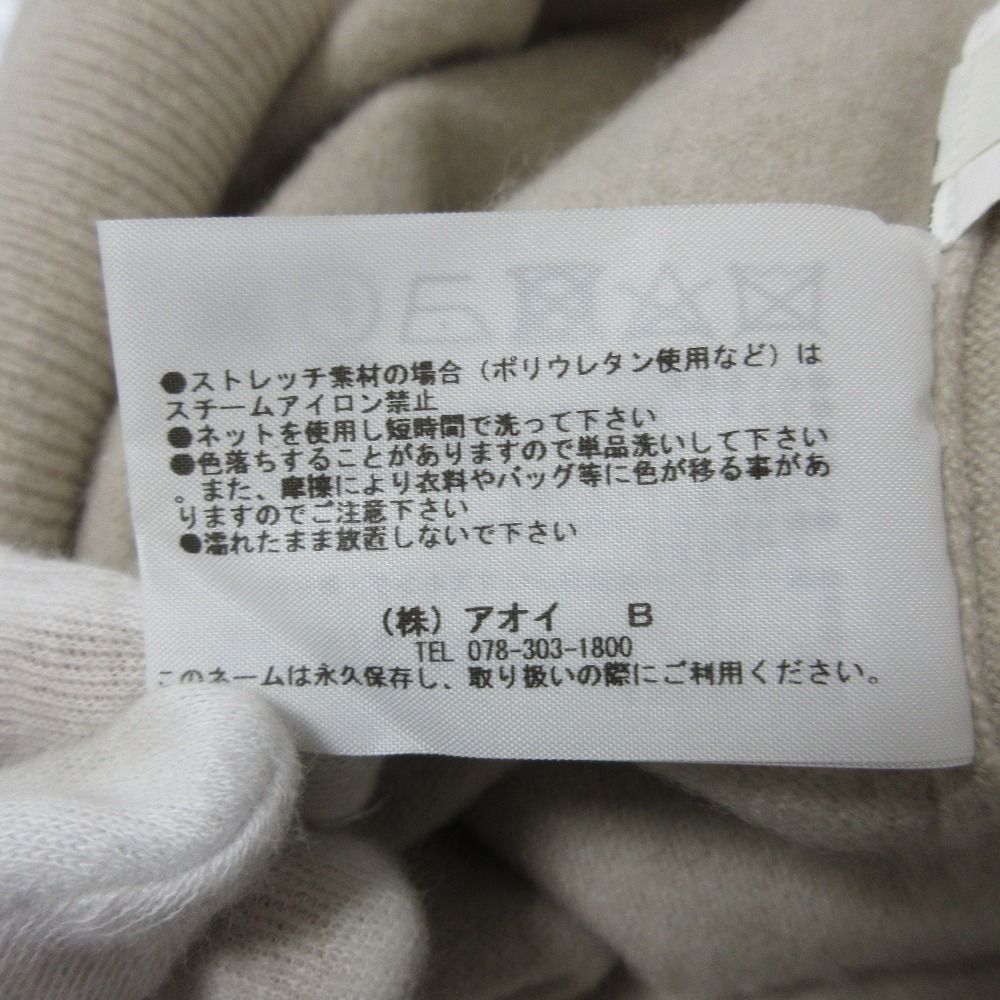 ●ストレッチ素材の場合（ポリウレタン使用など）は
スチームアイロン禁止
●ネットを使用し短時間で洗って下さい
●色落ちすることがありますので単品洗いして下さい
。また、摩擦により衣料やバッグ等に色が移る事があ
りますのでご注意下さい
●濡れたまま放置しないで下さい
（株）アオイ　B
TEL 078-303-1800
このネームは永久保存し、取り扱いの際にご利用ください。